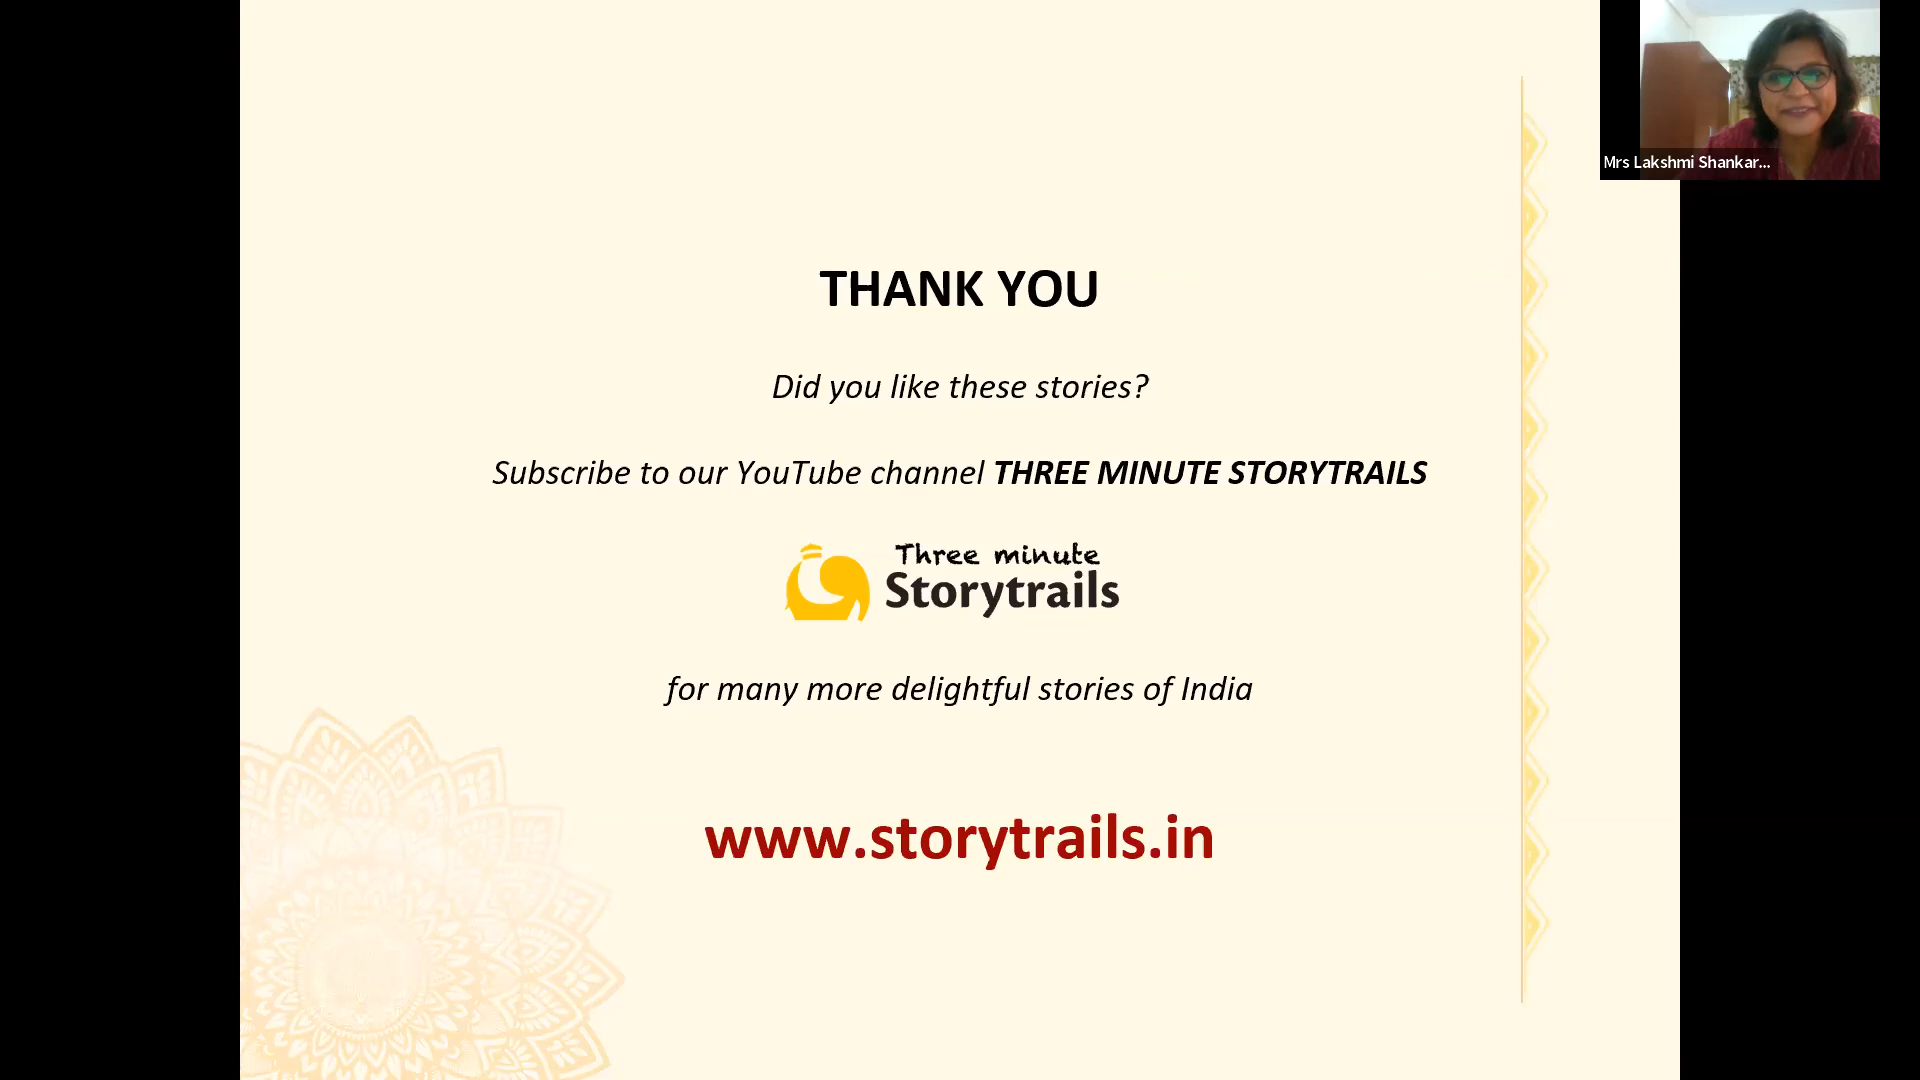 Mrs Lakshmi Shankar...
THANK YOU
Did you like these stories?
Subscribe to our YouTube channel THREE MINUTE STORYTRAILS
Three minute
Storytrails
for many more delightful stories of India
www.storytrails.in